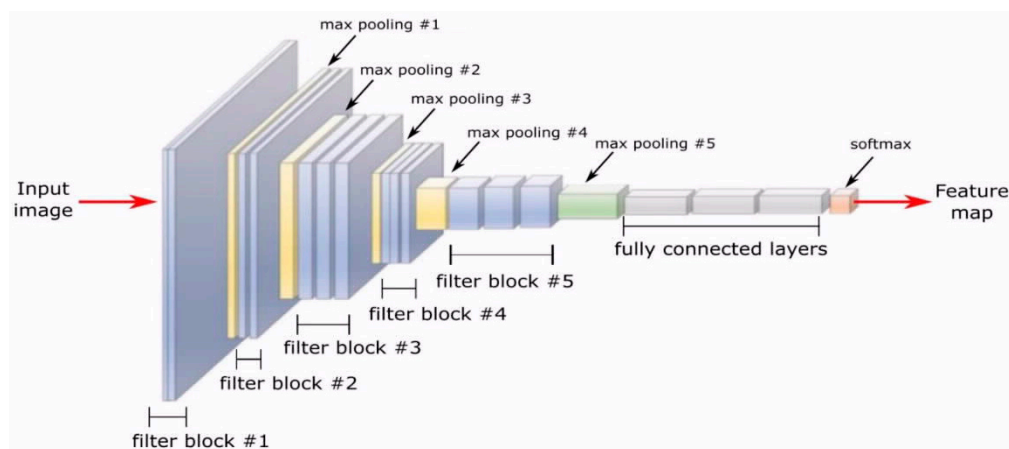 max pooling #1
max pooling #2
max pooling #3
max pooling #4
max pooling #5
softmax
Input
image
Feature
map
fully connected layers
filter block #5
filter block #4
filter block #3
filter block #2
filter block #1